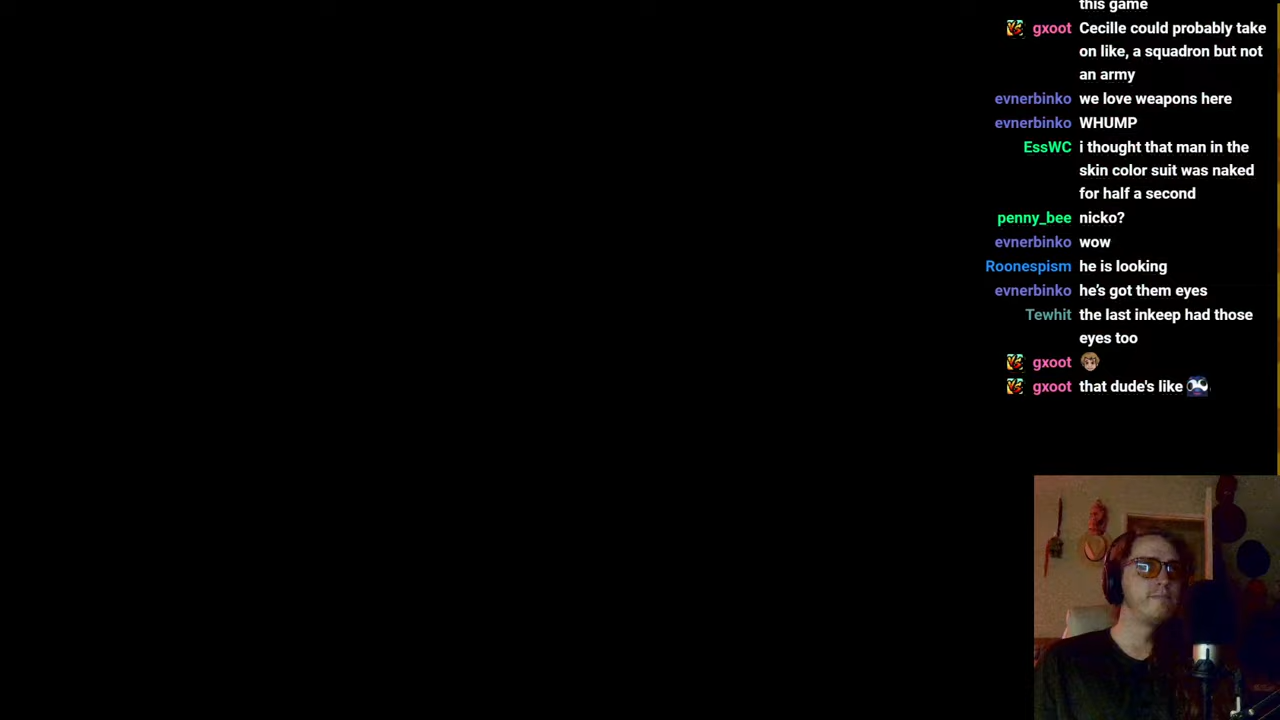 this game
gxoot Cecille could probably take
on like, a squadron but not
an army
evnerbinko we love weapons here
evnerbinko WHUMP
EssWC i thought that man in the
skin color suit was naked
for half a second
penny_bee nicko?
evnerbinko wow
Roonespism he is looking
evnerbinko he’s got them eyes
Tewhit the last inkeep had those
eyes too
gxoot
gxoot that dude's like